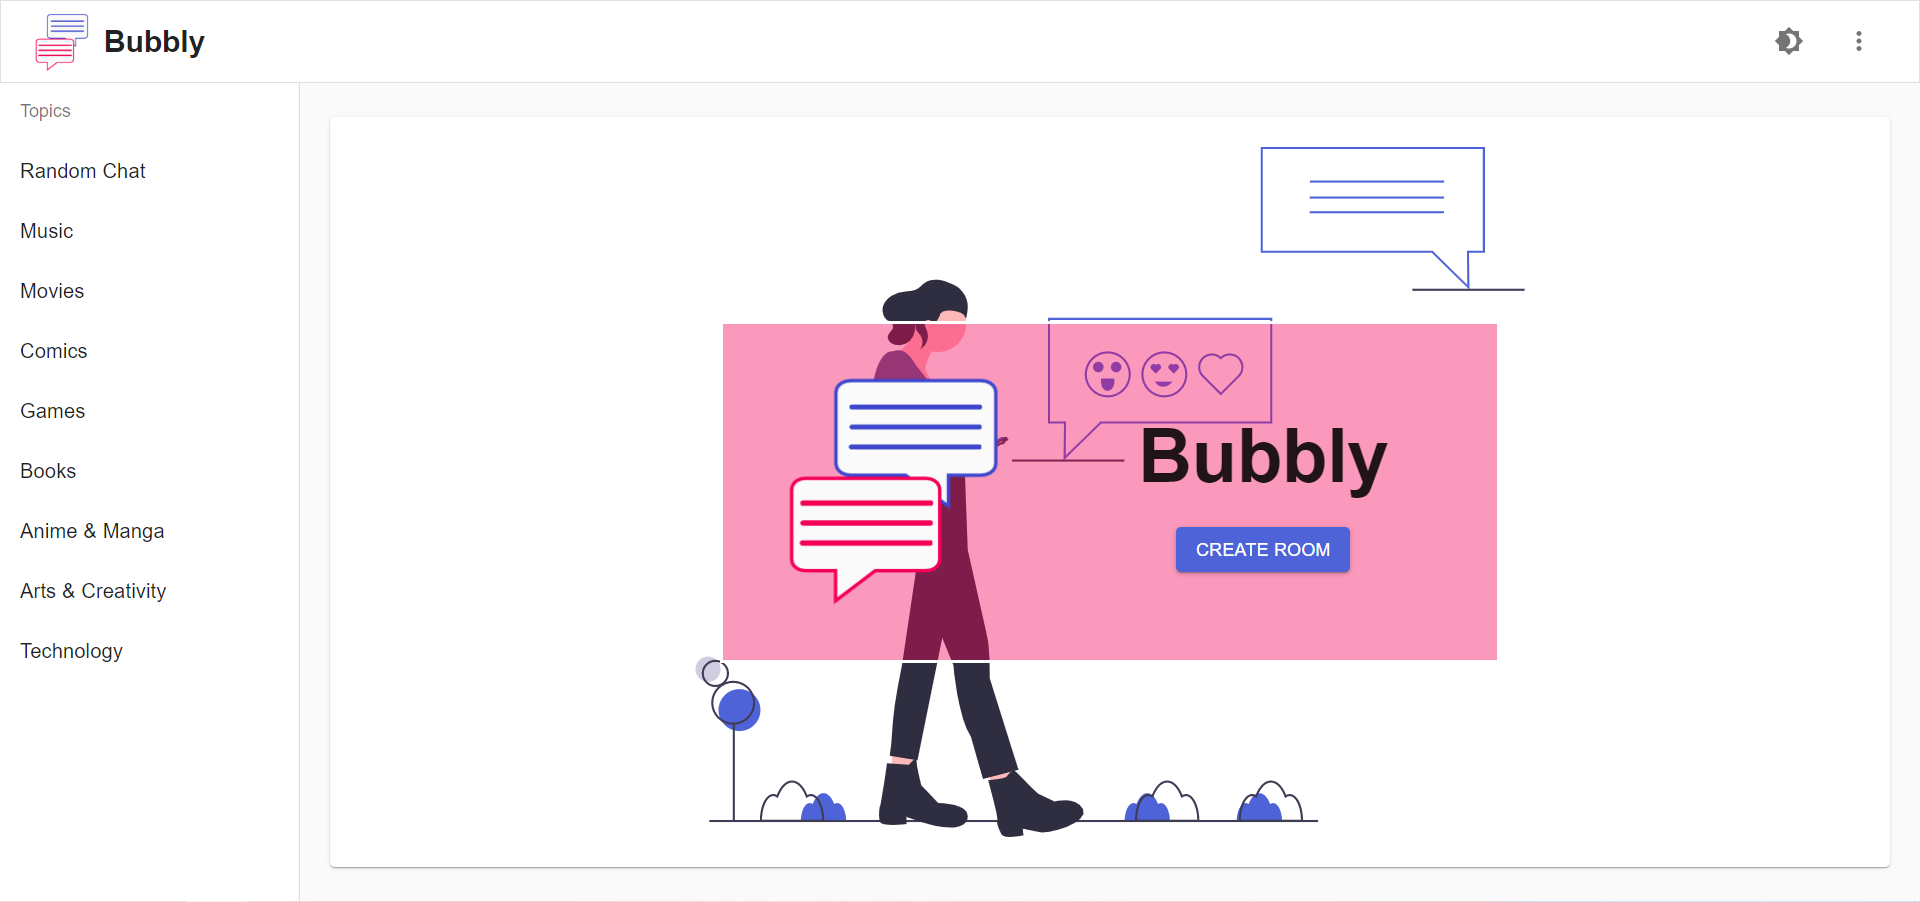 Bubbly
Topics
Random Chat
Music
Movies
Comics
Games
Books
Anime & Manga
Arts & Creativity
Technology
Bubbly
CREATE ROOM